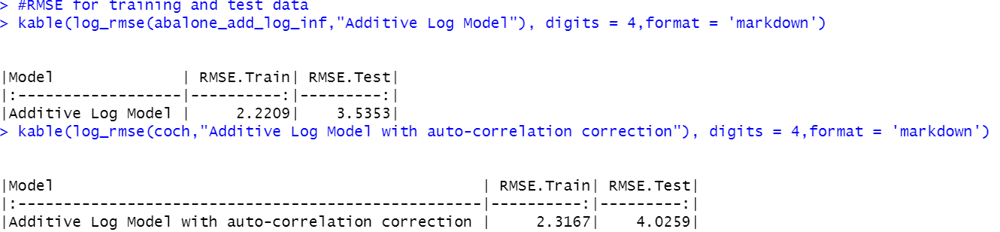 > #RMSE for training and test data
> kable(log_rmse(abalone_add_log_inf,"Additive Log Model"), digits = 4,format = 'markdown')
|Model              | RMSE.Train| RMSE.Test|
|:------------------|----------:|---------:|
|Additive Log Model |     2.2209|    3.5353|
> kable(log_rmse(coch,"Additive Log Model with auto-correlation correction"), digits = 4,format = 'markdown')
|Model                                               | RMSE.Train| RMSE.Test|
|:---------------------------------------------------|----------:|---------:|
|Additive Log Model with auto-correlation correction |     2.3167|    4.0259|